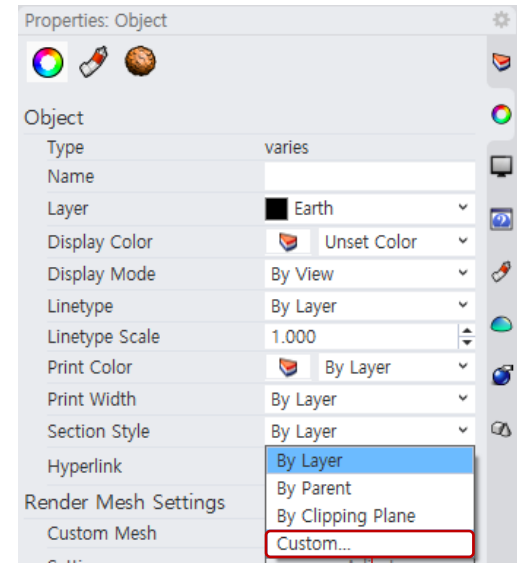 Properties: Object
Object
Type varies
Name
Layer Earth
Display Color Unset Color
Display Mode By View
Linetype By Layer
Linetype Scale 1.000
Print Color By Layer
Print Width By Layer
Section Style By Layer
Hyperlink By Layer
By Parent
Render Mesh Settings
By Clipping Plane
Custom Mesh Custom...